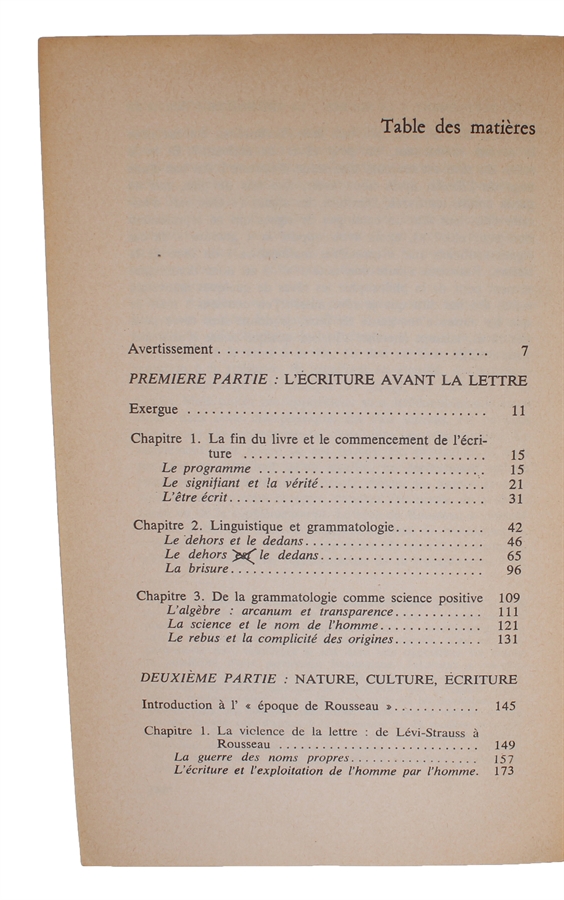 Table des matières
Avertissement . . . . . . . . . . . . . . . . . . . . . . . . . . . . . . . . . . 7
PREMIERE PARTIE : L'ÉCRITURE AVANT LA LETTRE
Exergue . . . . . . . . . . . . . . . . . . . . . . . . . . . . . . . . . . . . . . 11
Chapitre 1. La fin du livre et le commencement de l'écri-
ture . . . . . . . . . . . . . . . . . . . . . . . . . . . . . . . 15
Le programme . . . . . . . . . . . . . . . . . . . . . . . . . . . . . 15
Le signifiant et la vérité . . . . . . . . . . . . . . . . . . . . . 21
L'être écrit . . . . . . . . . . . . . . . . . . . . . . . . . . . . . . . . 31
Chapitre 2. Linguistique et grammatologie . . . . . . . . . . . . 42
Le dehors et le dedans . . . . . . . . . . . . . . . . . . . . . . . 46
Le dehors est le dedans . . . . . . . . . . . . . . . . . . . . . 65
La brisure . . . . . . . . . . . . . . . . . . . . . . . . . . . . . . . . 96
Chapitre 3. De la grammatologie comme science positive 109
L'algèbre : arcanum et transparence . . . . . . . . . . . 111
La science et le nom de l'homme . . . . . . . . . . . . . 121
Le rebus et la complicité des origines . . . . . . . . . . . 131
DEUXIÈME PARTIE : NATURE, CULTURE, ÉCRITURE
Introduction à l' « époque de Rousseau » . . . . . . . . . . . 145
Chapitre 1. La violence de la lettre : de Lévi-Strauss à
Rousseau . . . . . . . . . . . . . . . . . . . . . . . . . . 149
La guerre des noms propres . . . . . . . . . . . . . . . . . . 157
L'écriture et l'exploitation de l'homme par l'homme. 173